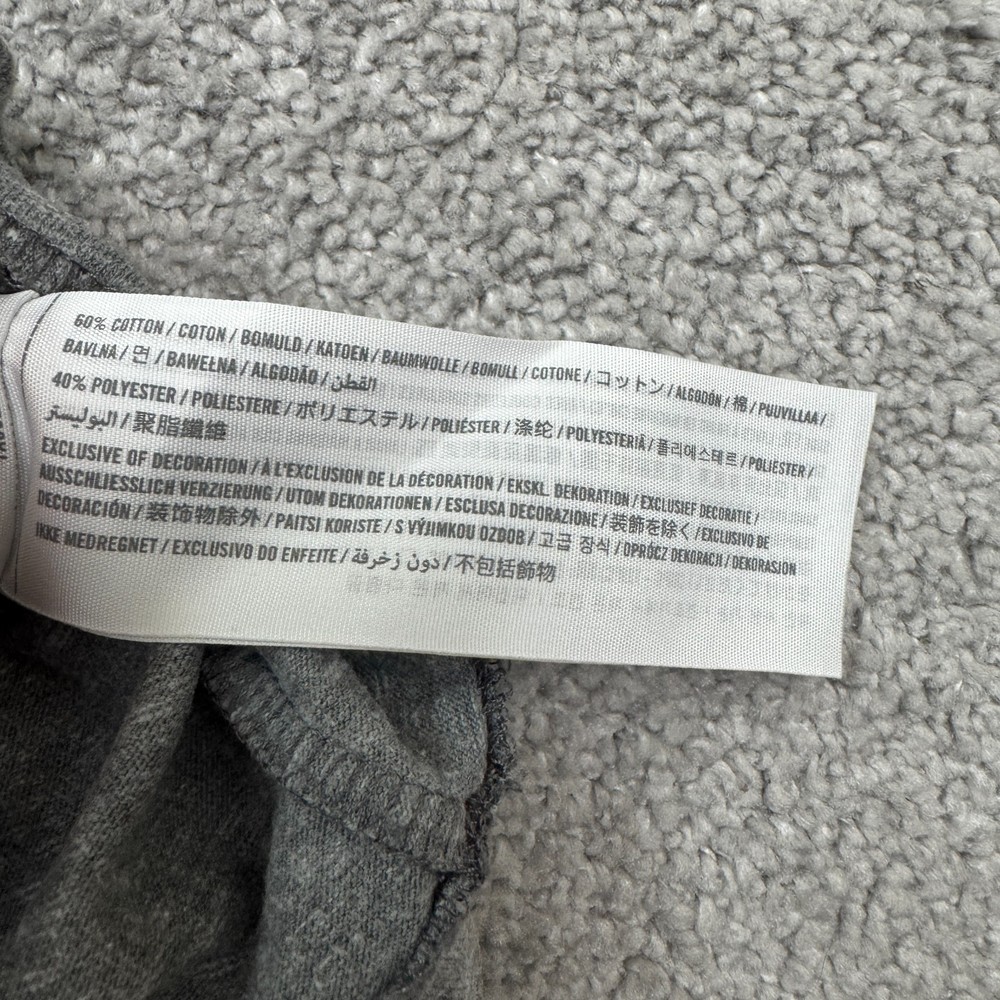 60% COTTON / COTON / BOMULD / KATOEN / BAUMWOLLE / BOMULL / COTONE / コットン / ALGODÓN / 棉 / PUUVILLAA /
BAVLNA / 면 / BAWEŁNA / ALGODÃO / القطن
40% POLYESTER / POLIESTERE / ポリエステル / POLIÉSTER / 涤纶 / POLYESTERIÄ / 폴리에스테르 / POLIESTER /
البوليستر / 聚脂纖維
EXCLUSIVE OF DECORATION / À L'EXCLUSION DE LA DÉCORATION / EKSKL. DEKORATION / EXCLUSIEF DECORATIE /
AUSSCHLIESSLICH VERZIERUNG / UTOM DEKORATIONEN / ESCLUSA DECORAZIONE / 装飾を除く / EXCLUSIVO DE
DECORACIÓN / 装饰物除外 / PAITSI KORISTE / S VÝJIMKOU OZDOB / 고급 장식 / OPRÓCZ DEKORACJI / DEKORASJON
IKKE MEDREGNET / EXCLUSIVO DO ENFEITE / دون زخرفة / 不包括飾物